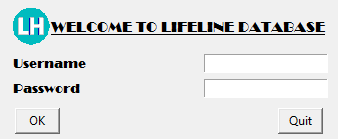 LH WELCOME TO LIFELINE DATABASE
Username
Password
OK Quit